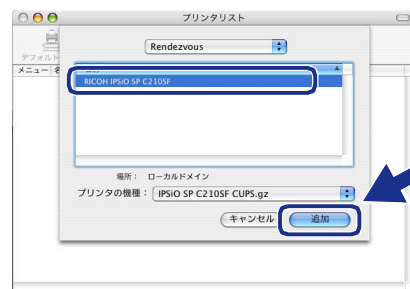 プリンタリスト
デフォルト
Rendezvous
メニュー 名
RICOH IPSiO SP C210SF
場所： ローカルドメイン
プリンタの機種： IPSiO SP C210SF CUPS.gz
キャンセル 追加